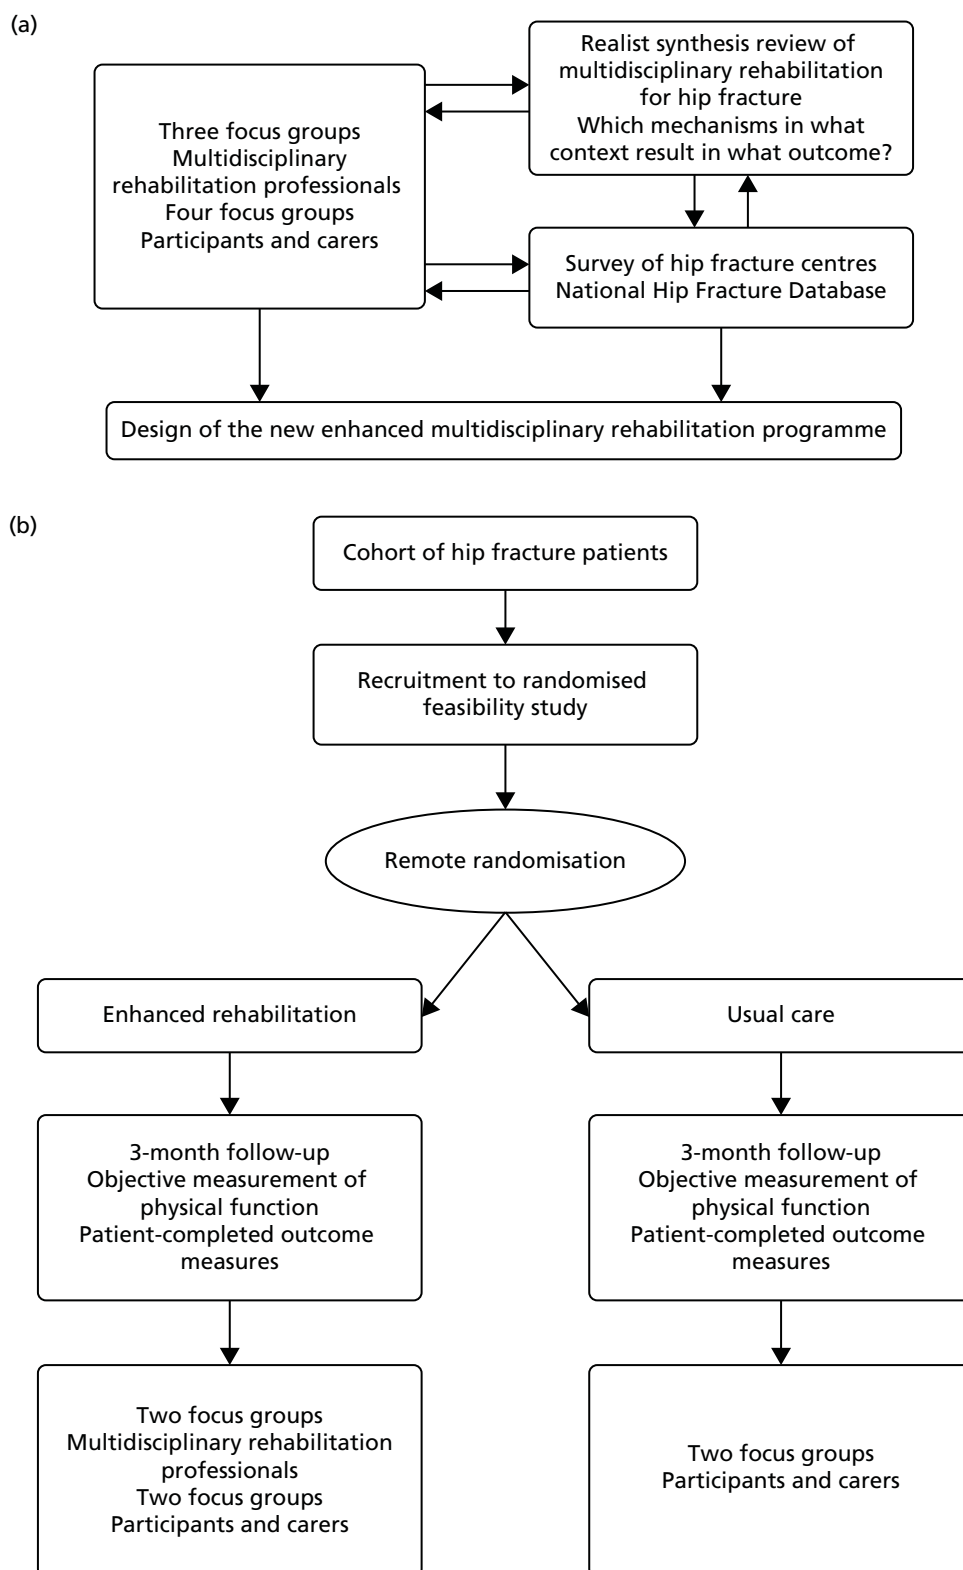 (a)
Three focus groups
Multidisciplinary
rehabilitation professionals
Four focus groups
Participants and carers
Realist synthesis review of
multidisciplinary rehabilitation
for hip fracture
Which mechanisms in what
context result in what outcome?
Survey of hip fracture centres
National Hip Fracture Database
Design of the new enhanced multidisciplinary rehabilitation programme
(b)
Cohort of hip fracture patients
Recruitment to randomised
feasibility study
Remote randomisation
Enhanced rehabilitation
Usual care
3-month follow-up
Objective measurement of
physical function
Patient-completed outcome
measures
3-month follow-up
Objective measurement of
physical function
Patient-completed outcome
measures
Two focus groups
Multidisciplinary rehabilitation
professionals
Two focus groups
Participants and carers
Two focus groups
Participants and carers